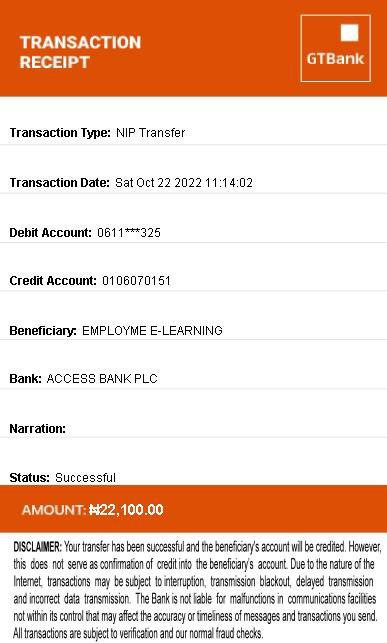 TRANSACTION
RECEIPT
GTBank
Transaction Type: NIP Transfer
Transaction Date: Sat Oct 22 2022 11:14:02
Debit Account: 0611***325
Credit Account: 0106070151
Beneficiary: EMPLOYME E-LEARNING
Bank: ACCESS BANK PLC
Narration:
Status: Successful
AMOUNT: ₦22,100.00
DISCLAIMER: Your transfer has been successful and the beneficiary's account will be credited. However,
this does not serve as confirmation of credit into the beneficiary's account. Due to the nature of the
Internet, transactions may be subject to interruption, transmission blackout, delayed transmission
and incorrect data transmission. The Bank is not liable for malfunctions in communications facilities
not within its control that may affect the accuracy or timeliness of messages and transactions you send.
All transactions are subject to verification and our normal fraud checks.